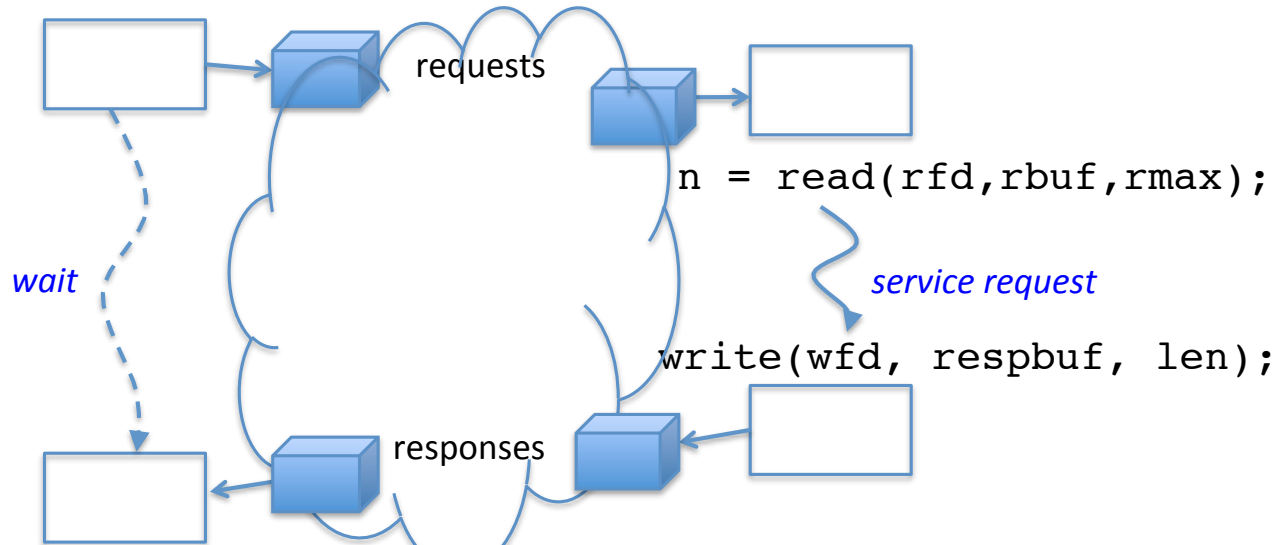 requests
n = read(rfd,rbuf,rmax);
wait
service request
write(wfd, respbuf, len);
responses